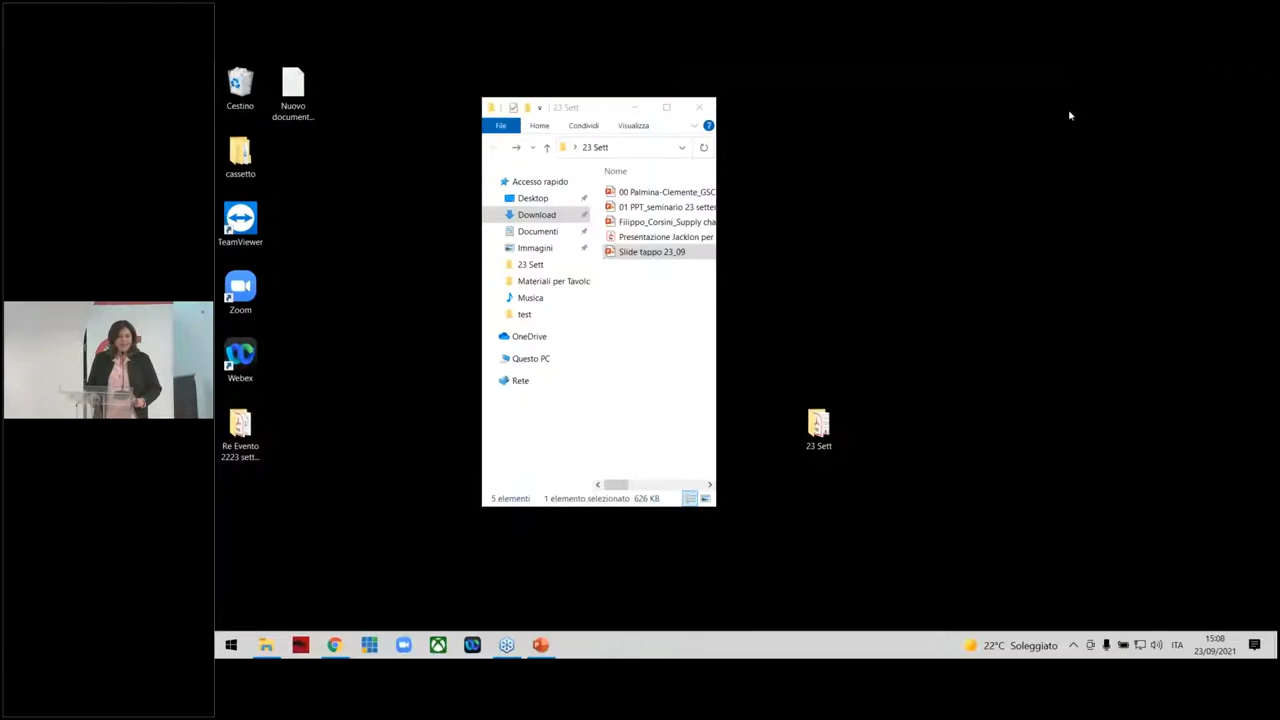 Cestino
Nuovo
document...
cassetto
TeamViewer
Zoom
Webex
Re Evento
2223 sett...
23 Sett
File
Home
Condividi
Visualizza
23 Sett
Nome
Accesso rapido
Desktop
Download
Documenti
Immagini
23 Sett
Materiali per Tavolc
Musica
test
OneDrive
Questo PC
Rete
00 Palmina-Clemente_GSC
01 PPT_seminario 23 setter
Filippo_Corsini_Supply cha
Presentazione Jacklon per
Slide tappo 23_09
5 elementi
1 elemento selezionato 626 KB
23 Sett
22°C Soleggiato
ITA
15:08
23/09/2021